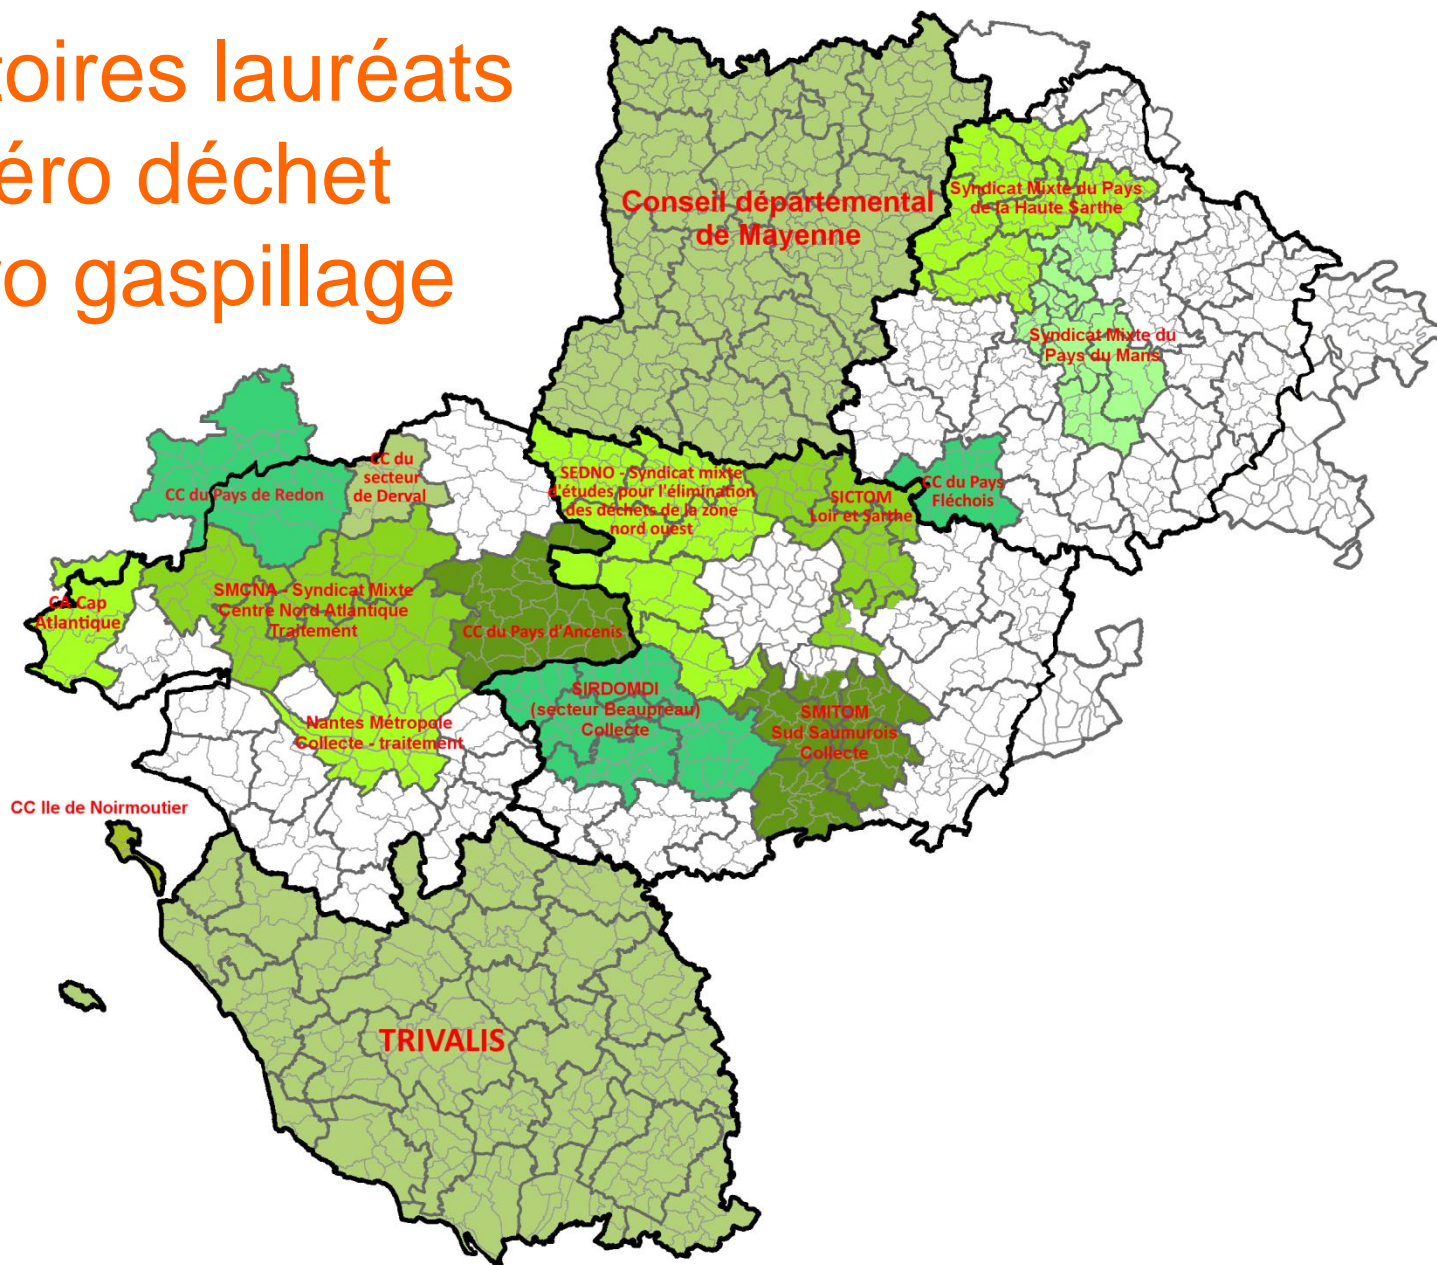 toires lauréats
éro déchet
ro gaspillage
Conseil départemental
de Mayenne
Syndicat Mixte du Pays
de la Haute Sarthe
Syndicat Mixte du
Pays du Mans
CC du Pays de Redon
CC du
secteur
de Derval
SEDNO - Syndicat mixte
d'études pour l'élimination
des déchets de la zone
nord ouest
SICTOM
Loir et Sarthe
CC du Pays
Fléchois
CA Cap
Atlantique
SMCNA - Syndicat Mixte
Centre Nord Atlantique
Traitement
CC du Pays d'Ancenis
Nantes Métropole
Collecte - traitement
SIRDOMDI
(secteur Beaupreau)
Collecte
SMITOM
Sud Saumurois
Collecte
CC Ile de Noirmoutier
TRIVALIS